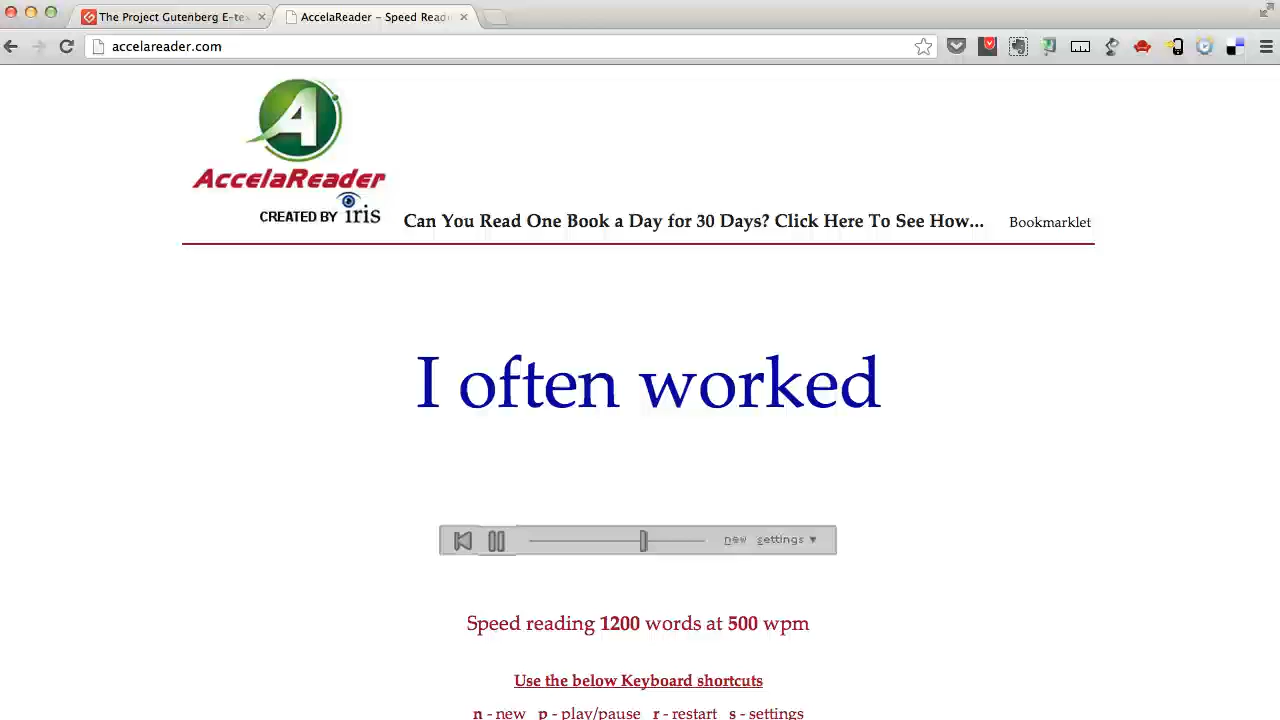 The Project Gutenberg E-te
AccelaReader – Speed Read
accelareader.com
A
AccelaReader
CREATED BY iris
Can You Read One Book a Day for 30 Days? Click Here To See How...
Bookmarklet
I often worked
new settings ▼
Speed reading 1200 words at 500 wpm
Use the below Keyboard shortcuts
n - new p - play/pause r - restart s - settings